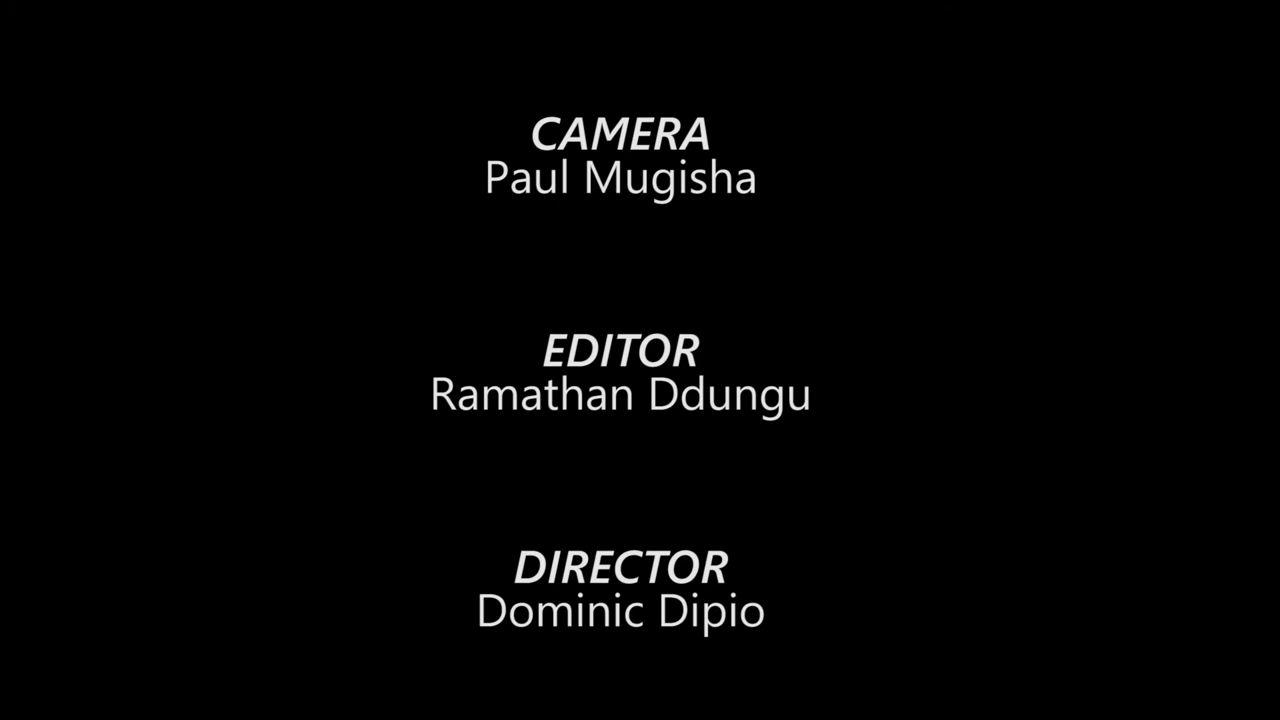 CAMERA
Paul Mugisha
EDITOR
Ramathan Ddungu
DIRECTOR
Dominic Dipio